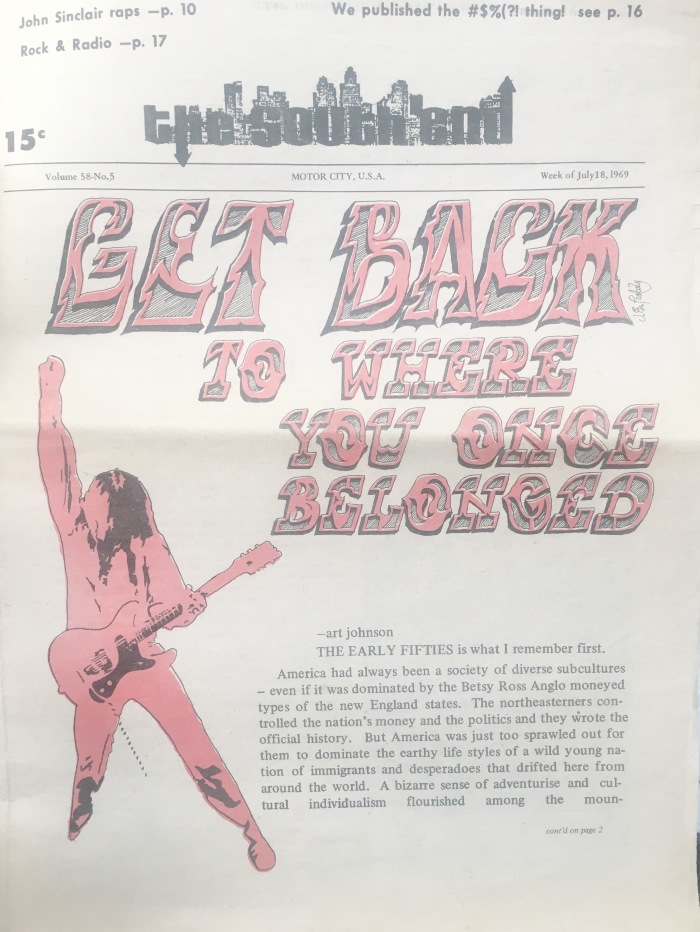 John Sinclair raps —p. 10
We published the #$%(?! thing! see p. 16
Rock & Radio —p. 17
the South end
15c
Volume 58-No,5
MOTOR CITY, U.S.A.
Week of July18, 1969
GET BACK
TO WHERE
YOU ONCE
BELONGED
—art johnson
THE EARLY FIFTIES is what I remember first.
America had always been a society of diverse subcultures
– even if it was dominated by the Betsy Ross Anglo moneyed
types of the new England states. The northeasterners con-
trolled the nation's money and the politics and they wrote the
official history. But America was just too sprawled out for
them to dominate the earthy life styles of a wild young na-
tion of immigrants and desperadoes that drifted here from
around the world. A bizarre sense of adventurise and cul-
tural individualism flourished among the moun-
cont'd on page 2